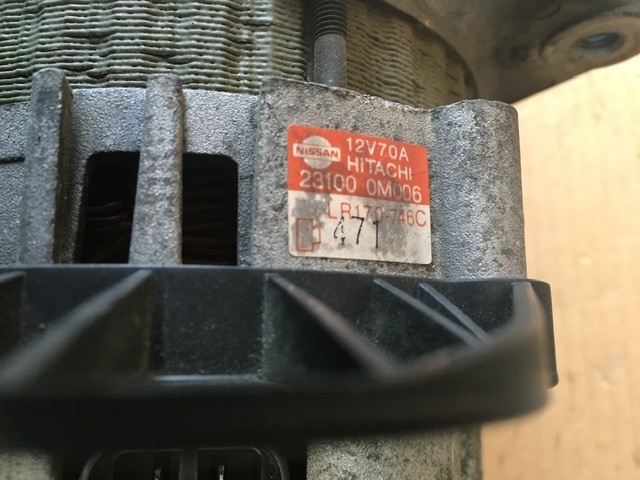 NISSAN
12V70A
HITACHI
23100 0M006
LR170-746C
471